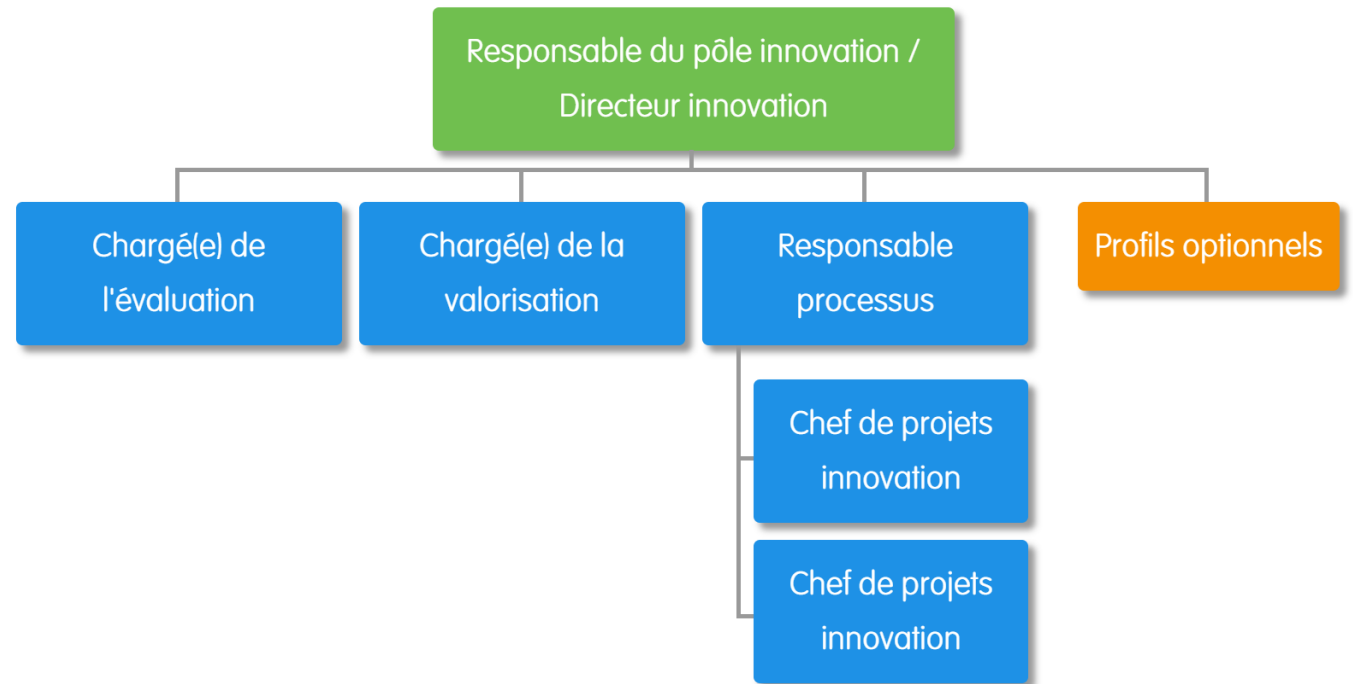 Responsable du pôle innovation /
Directeur innovation
Chargé(e) de
l'évaluation
Chargé(e) de la
valorisation
Responsable
processus
Profils optionnels
Chef de projets
innovation
Chef de projets
innovation